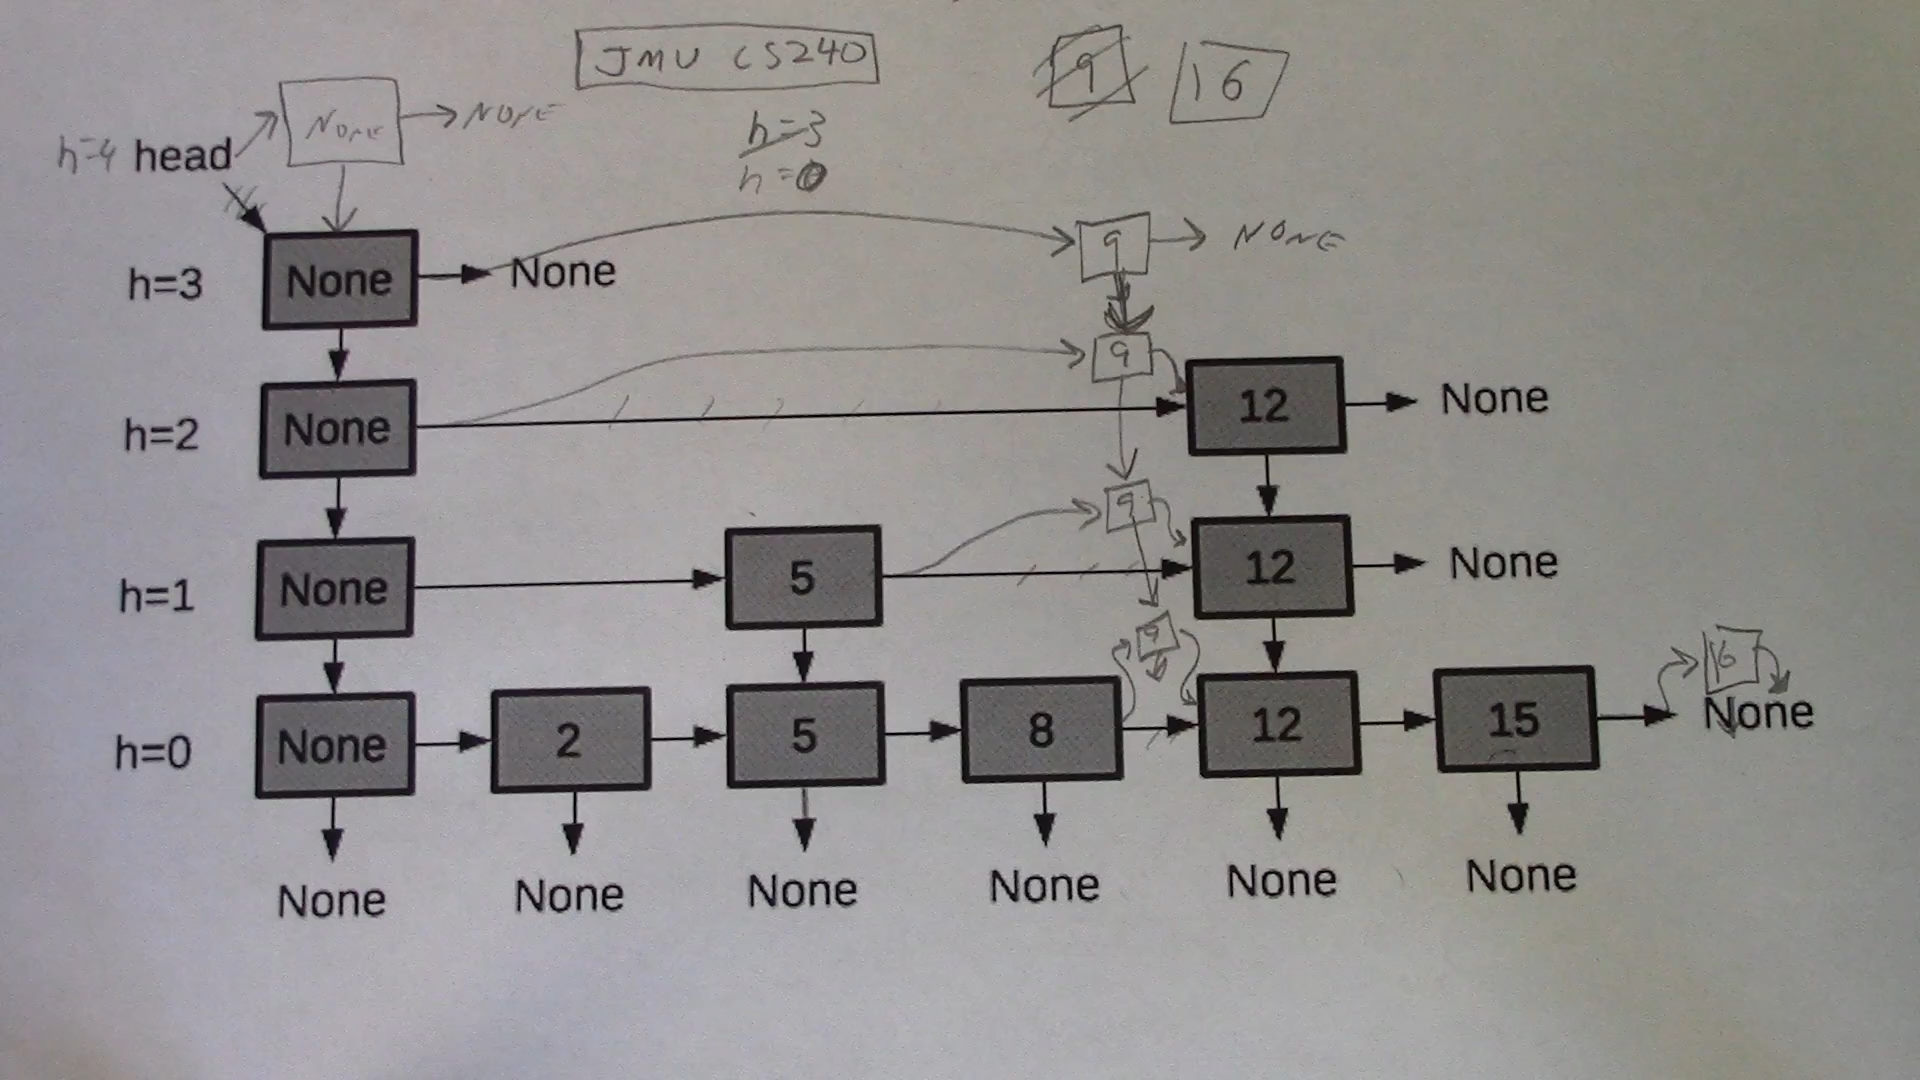 JMU CS240
9 16
None → NONE
h=4 head
h=3
h=0
9 → NONE
h=3 None None
9
h=2 None 12 None
9
h=1 None 5 12 None
9
16
h=0 None 2 5 8 12 15 None
None None None None None None